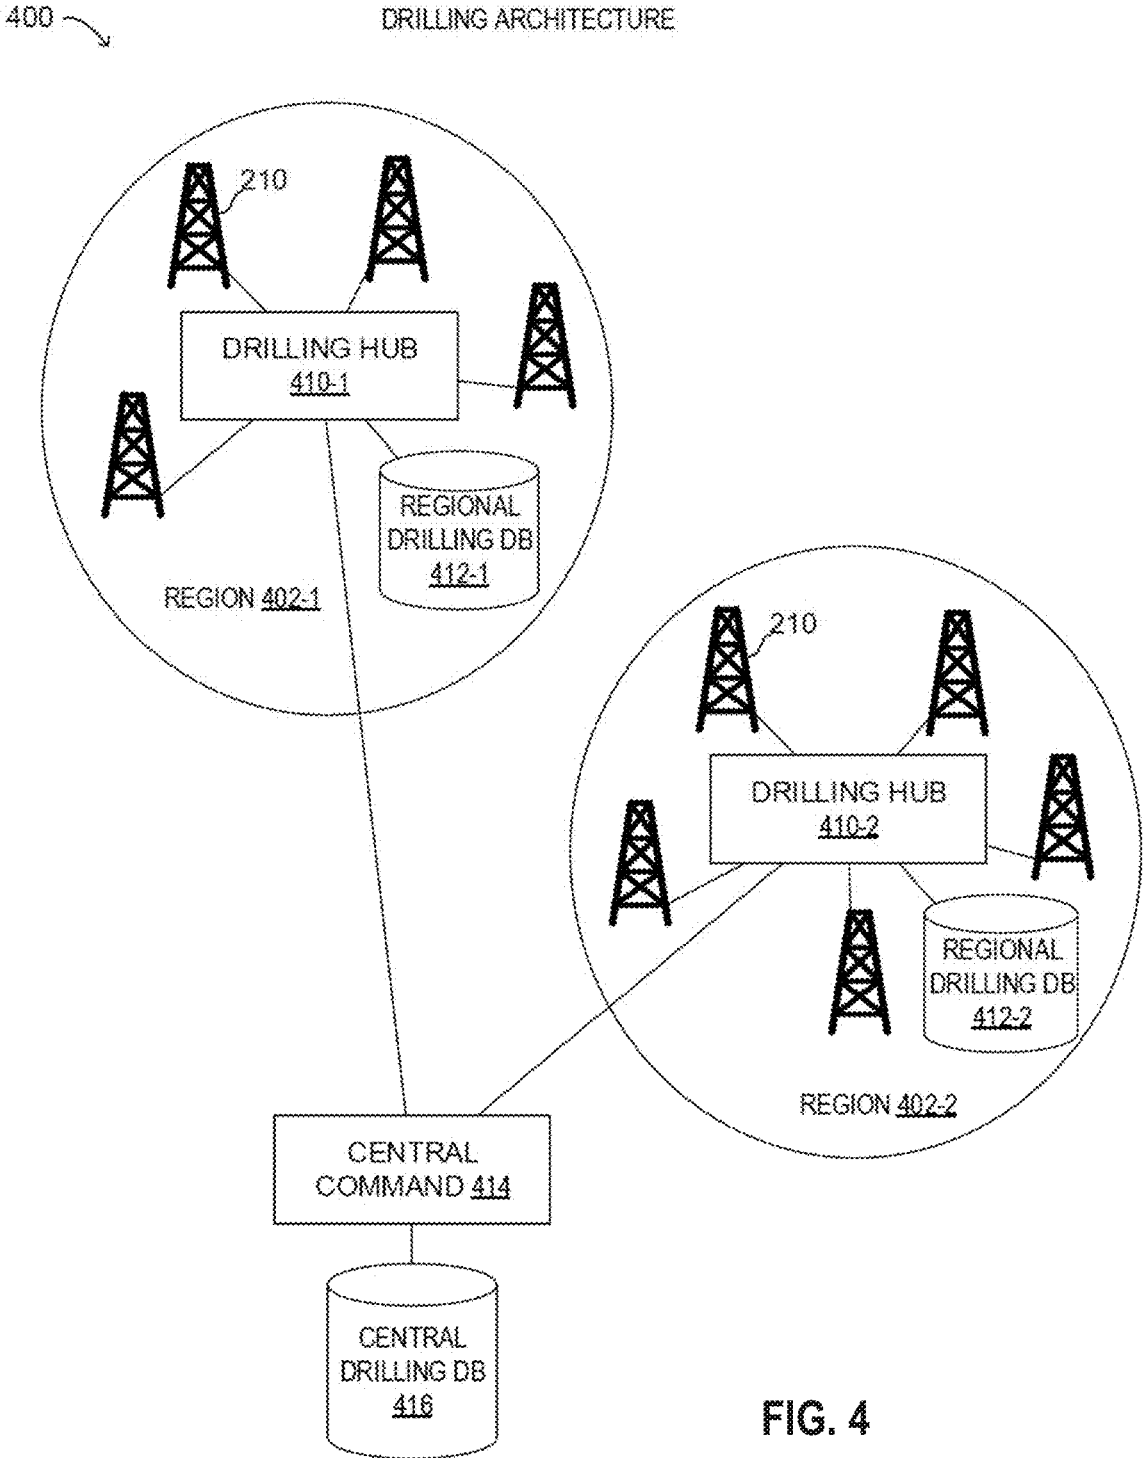 400
DRILLING ARCHITECTURE
210
DRILLING HUB
410-1
REGIONAL
DRILLING DB
412-1
REGION 402-1
210
DRILLING HUB
410-2
REGIONAL
DRILLING DB
412-2
REGION 402-2
CENTRAL
COMMAND 414
CENTRAL
DRILLING DB
416
FIG. 4